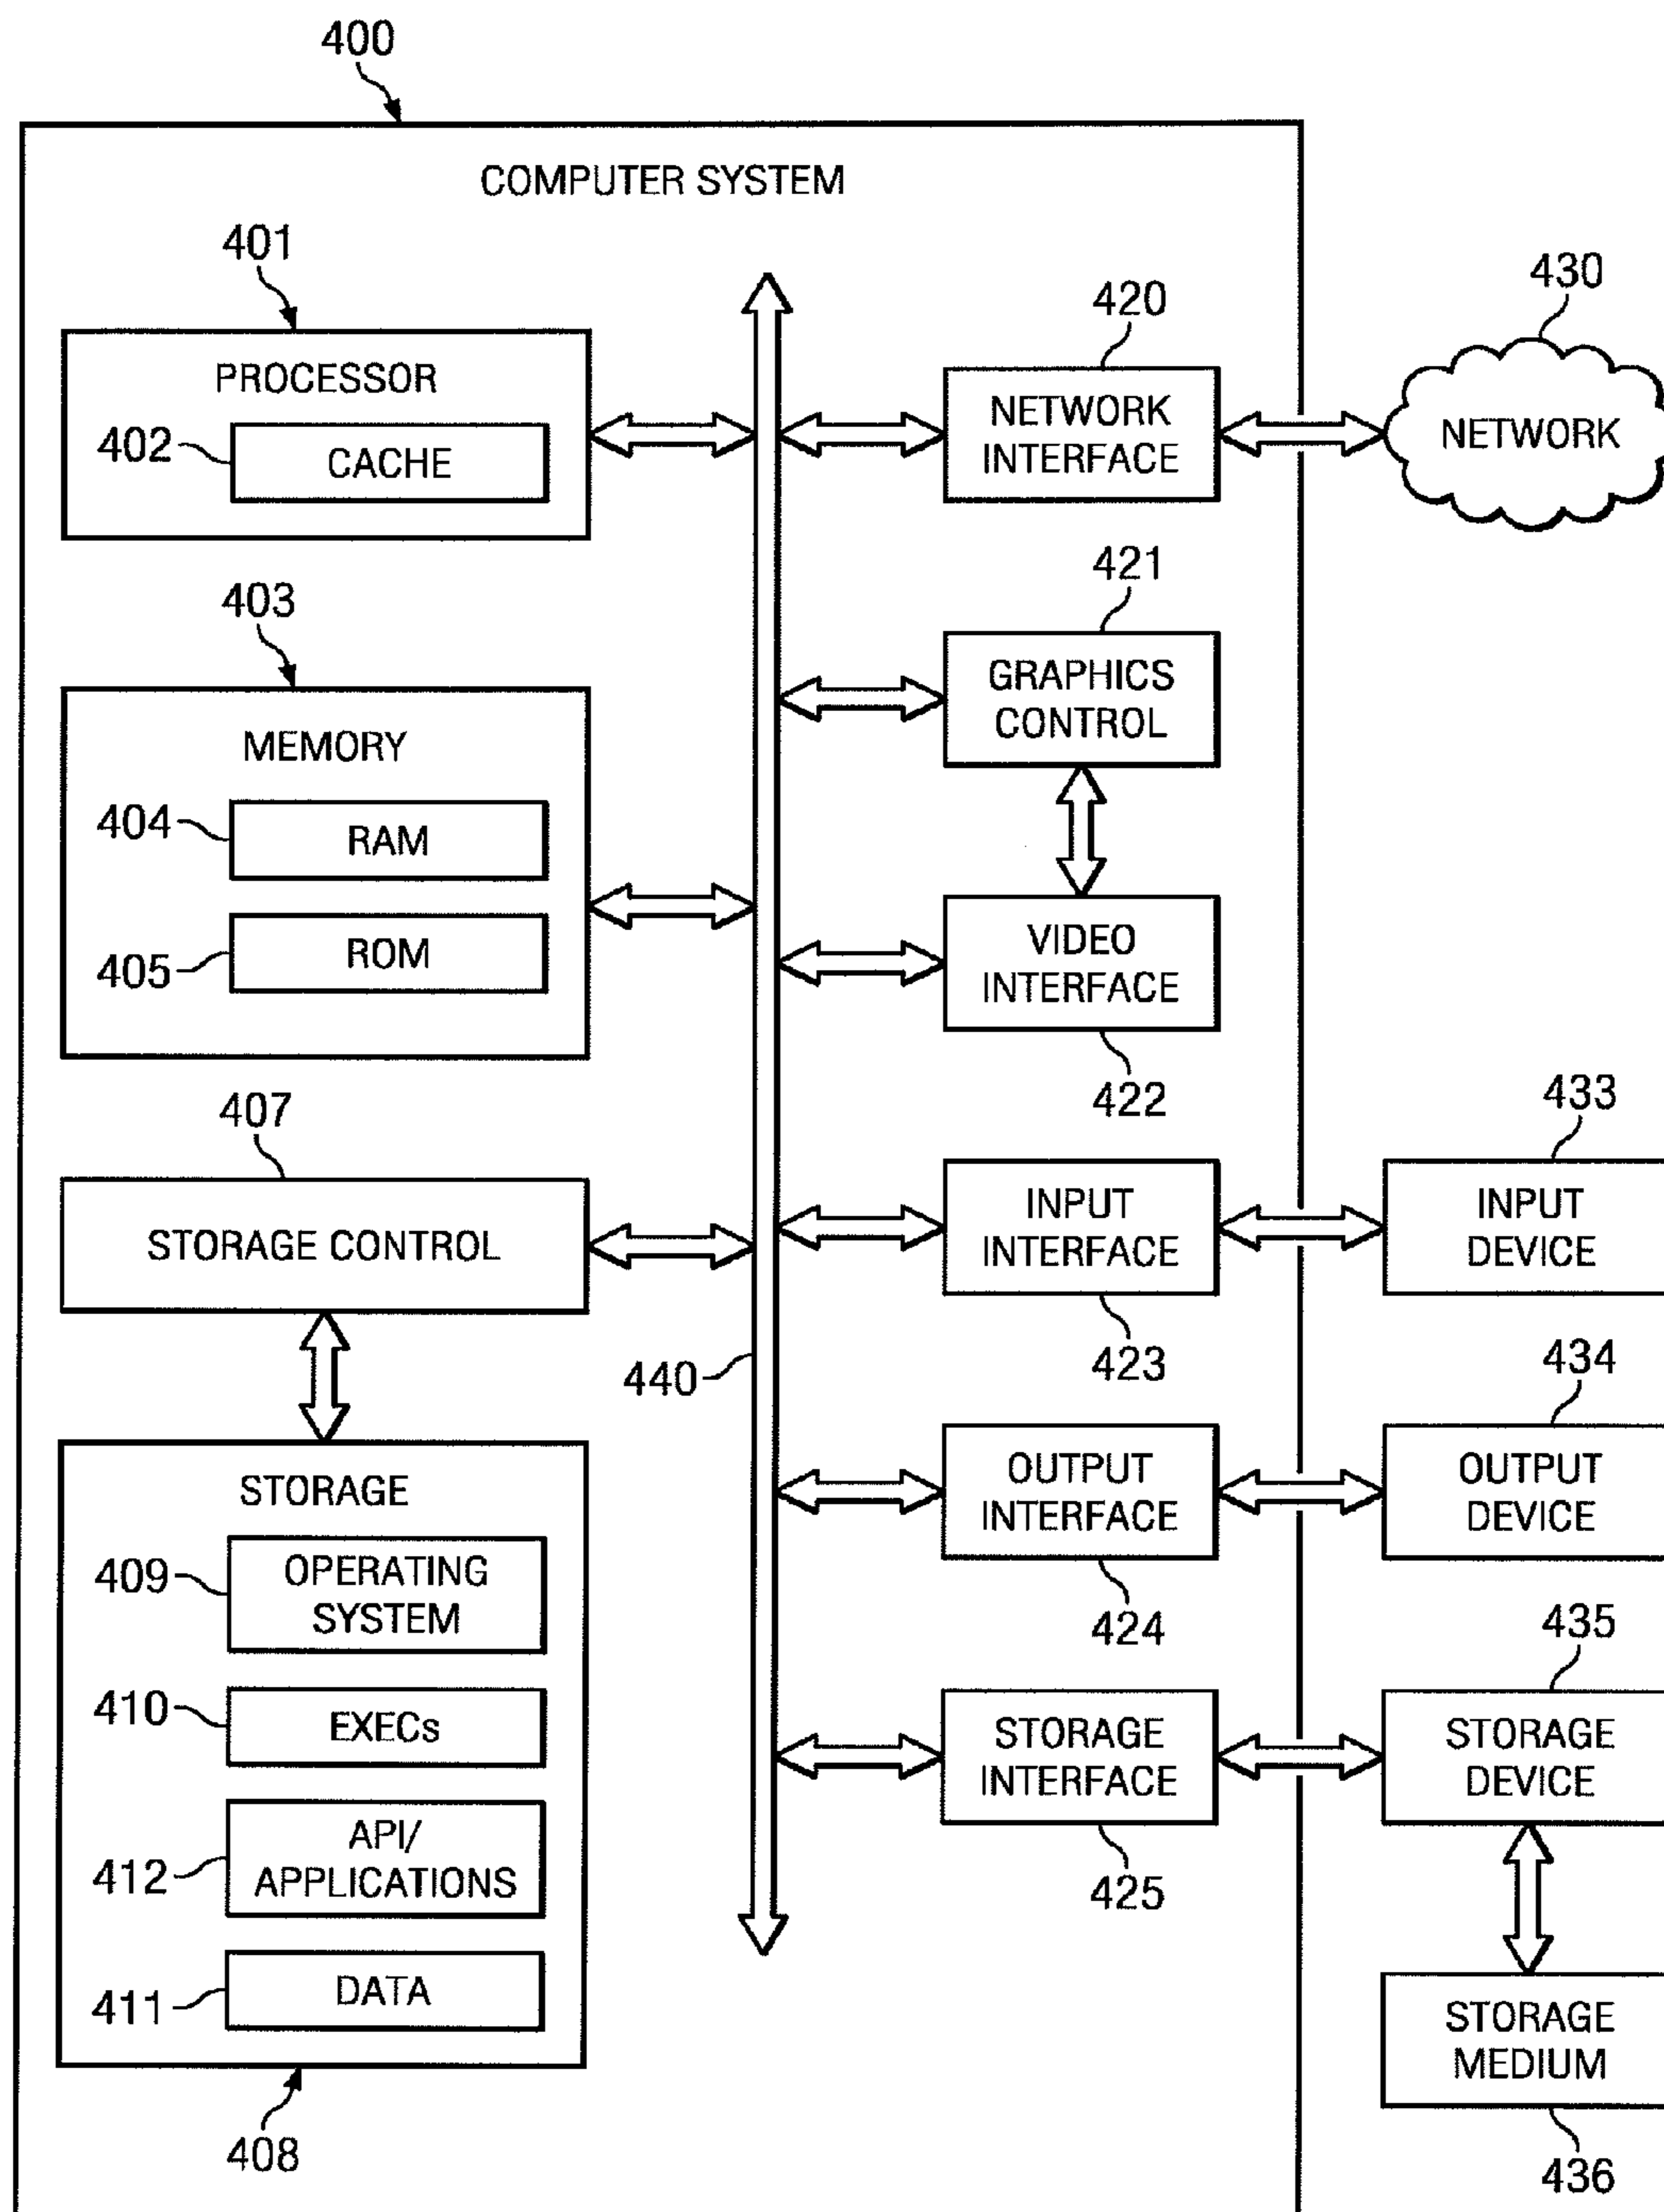 400
COMPUTER SYSTEM
401
PROCESSOR
402
CACHE
403
MEMORY
404
RAM
405
ROM
407
STORAGE CONTROL
STORAGE
409
OPERATING
SYSTEM
410
EXECs
412
API/
APPLICATIONS
411
DATA
408
440
420
NETWORK
INTERFACE
421
GRAPHICS
CONTROL
VIDEO
INTERFACE
422
INPUT
INTERFACE
423
OUTPUT
INTERFACE
424
STORAGE
INTERFACE
425
430
NETWORK
433
INPUT
DEVICE
434
OUTPUT
DEVICE
435
STORAGE
DEVICE
STORAGE
MEDIUM
436